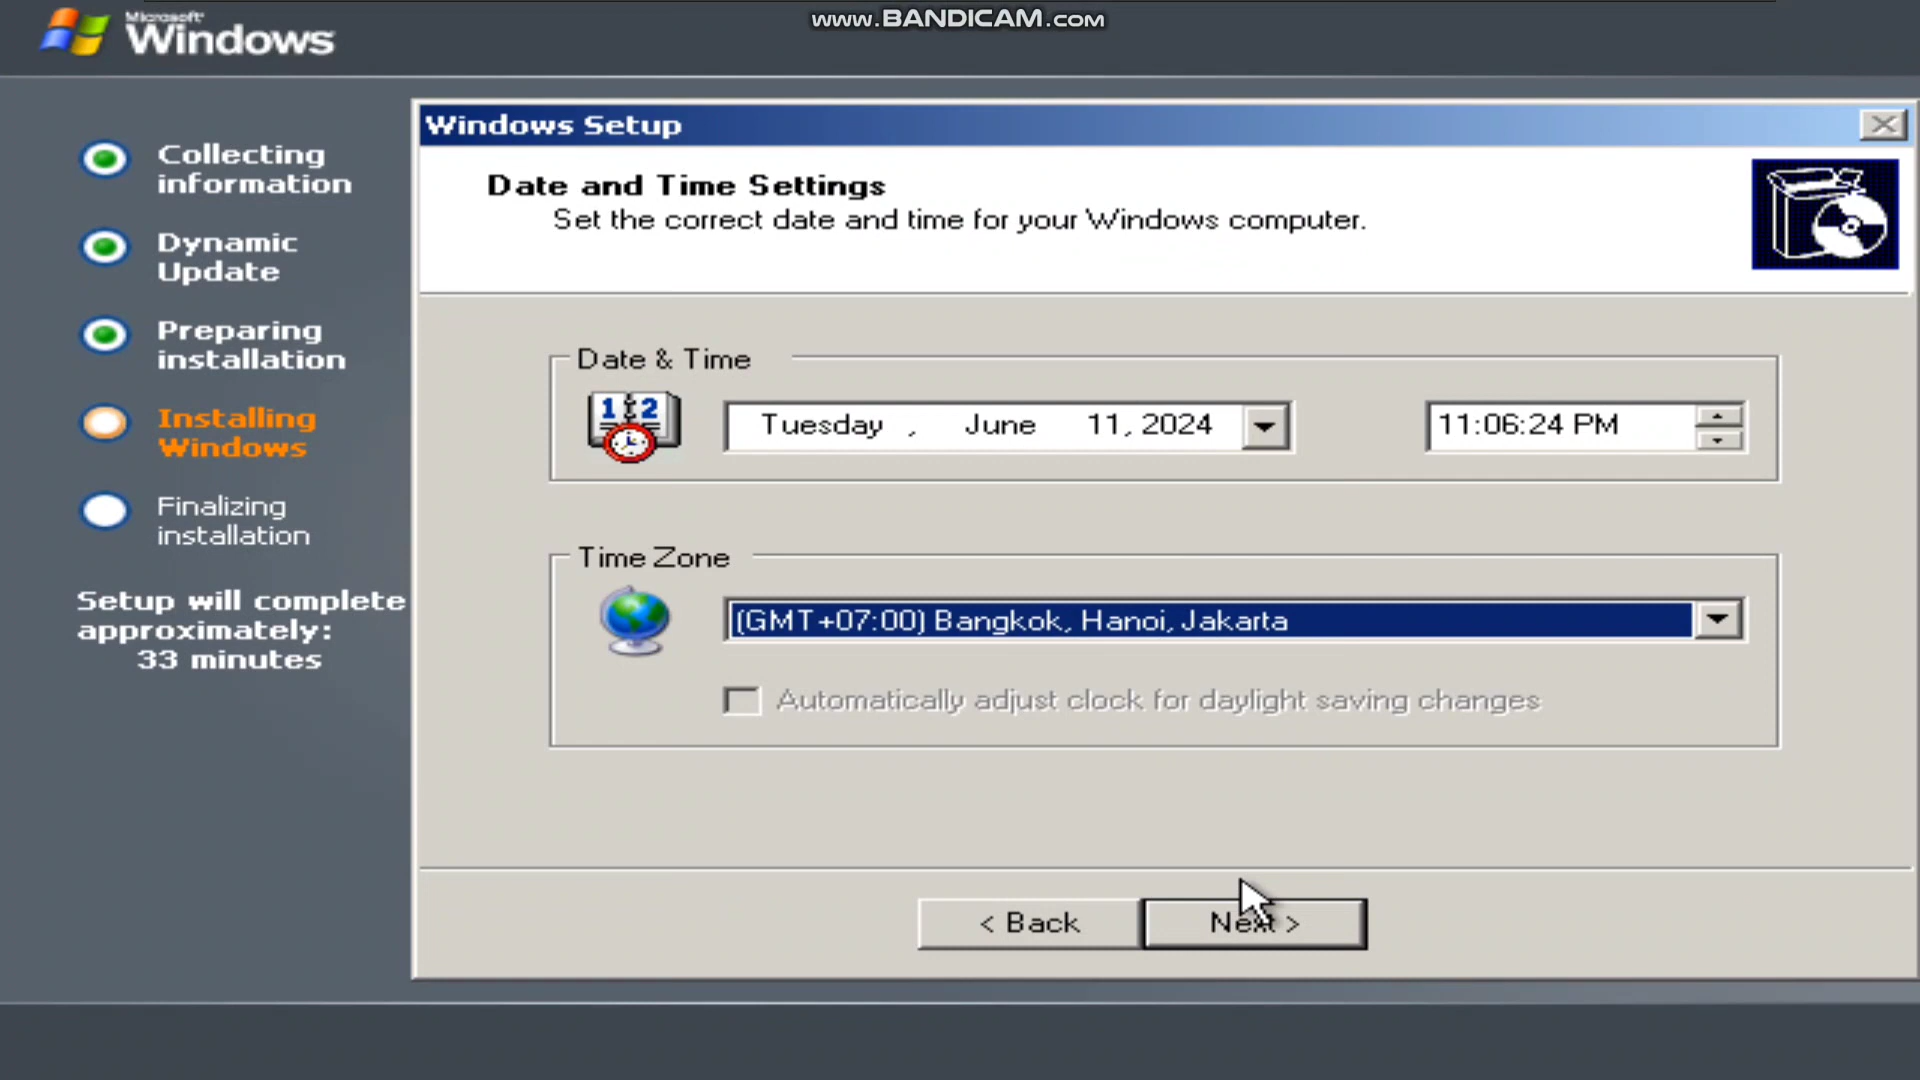 www.BANDICAM.com
Microsoft
Windows
Collecting
information
Dynamic
Update
Preparing
installation
Installing
Windows
Finalizing
installation
Setup will complete
approximately:
33 minutes
Windows Setup
Date and Time Settings
Set the correct date and time for your Windows computer.
Date & Time
1 2
Tuesday , June 11, 2024
11:06:24 PM
Time Zone
(GMT+07:00) Bangkok, Hanoi, Jakarta
Automatically adjust clock for daylight saving changes
< Back
Next >